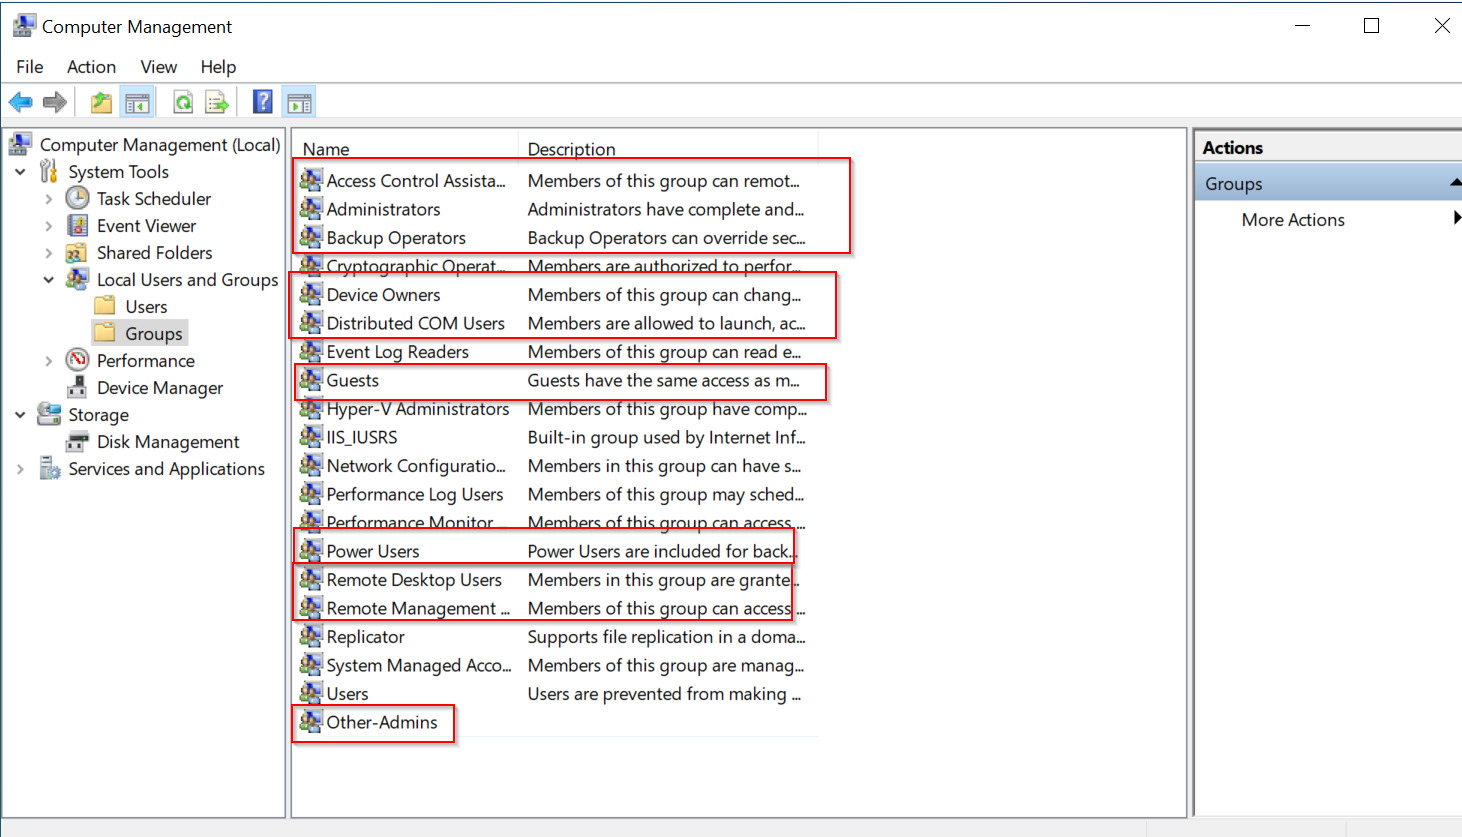 Computer Management
File Action View Help
Computer Management (Local)
System Tools
Task Scheduler
Event Viewer
Shared Folders
Local Users and Groups
Users
Groups
Performance
Device Manager
Storage
Disk Management
Services and Applications
Name Description
Access Control Assista... Members of this group can remot...
Administrators Administrators have complete and...
Backup Operators Backup Operators can override sec...
Cryptographic Operat... Members are authorized to perfor...
Device Owners Members of this group can chang...
Distributed COM Users Members are allowed to launch, ac...
Event Log Readers Members of this group can read e...
Guests Guests have the same access as m...
Hyper-V Administrators Members of this group have comp...
IIS_IUSRS Built-in group used by Internet Inf...
Network Configuratio... Members in this group can have s...
Performance Log Users Members of this group may sched...
Performance Monitor ... Members of this group can access ...
Power Users Power Users are included for back...
Remote Desktop Users Members in this group are grante...
Remote Management ... Members of this group can access ...
Replicator Supports file replication in a doma...
System Managed Acco... Members of this group are manag...
Users Users are prevented from making ...
Other-Admins
Actions
Groups
More Actions